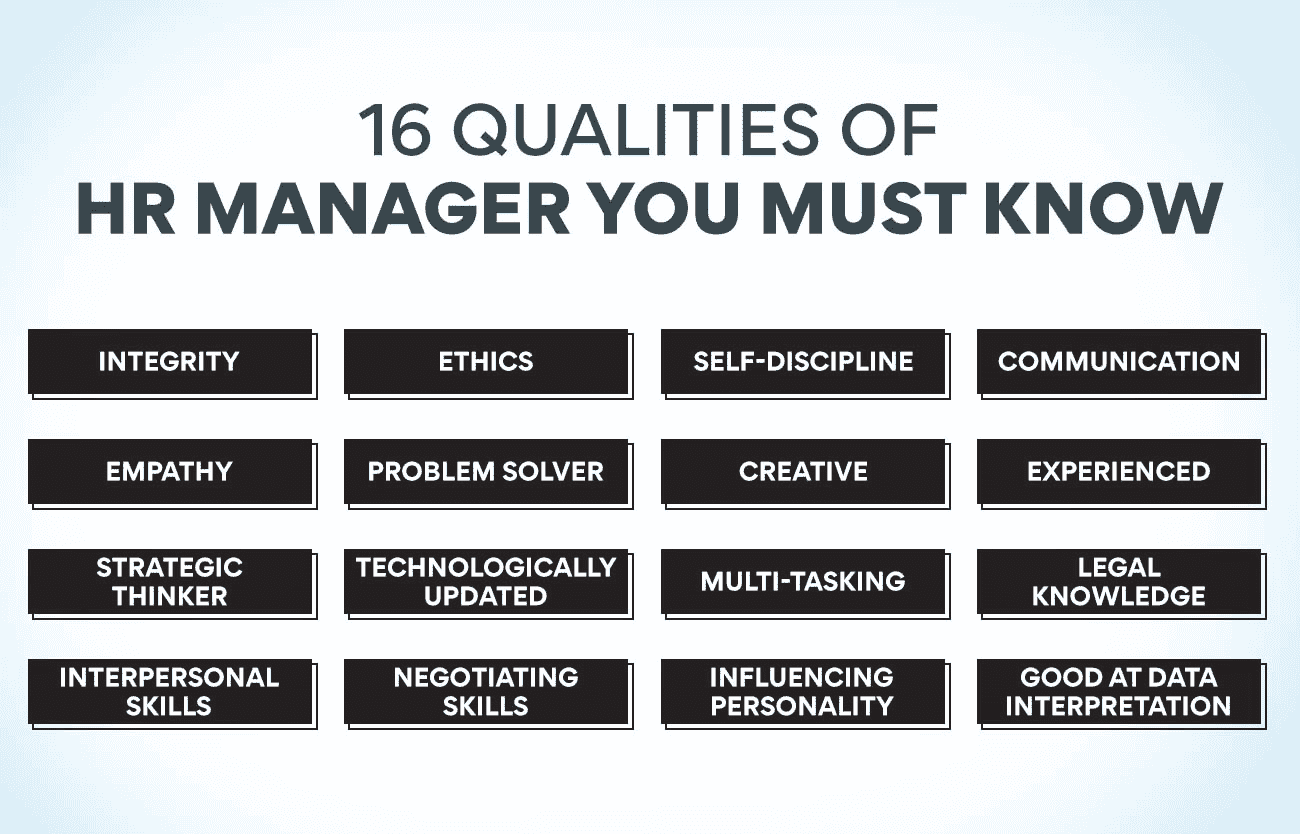 16 QUALITIES OF
HR MANAGER YOU MUST KNOW
INTEGRITY
ETHICS
SELF-DISCIPLINE
COMMUNICATION
EMPATHY
PROBLEM SOLVER
CREATIVE
EXPERIENCED
STRATEGIC
THINKER
TECHNOLOGICALLY
UPDATED
MULTI-TASKING
LEGAL
KNOWLEDGE
INTERPERSONAL
SKILLS
NEGOTIATING
SKILLS
INFLUENCING
PERSONALITY
GOOD AT DATA
INTERPRETATION